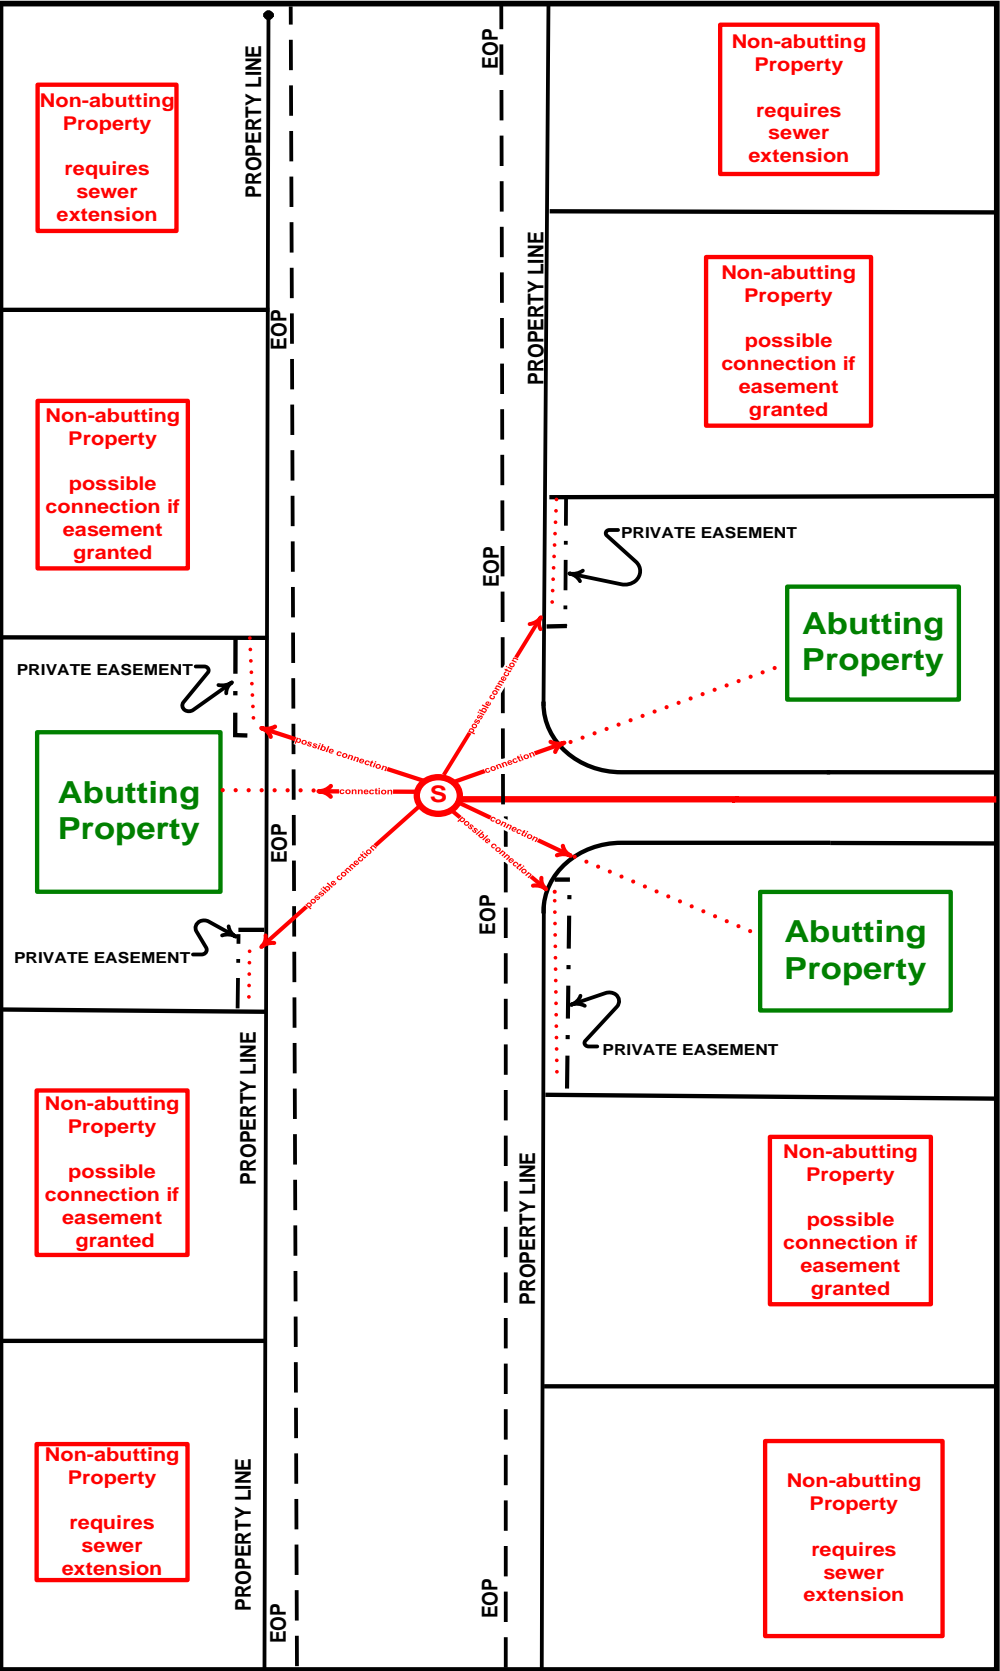 Non-abutting
Property
requires
sewer
extension
PROPERTY LINE
EOP
Non-abutting
Property
requires
sewer
extension
PROPERTY LINE
Non-abutting
Property
possible
connection if
easement
granted
EOP
Non-abutting
Property
possible
connection if
easement
granted
EOP
PRIVATE EASEMENT
Abutting
Property
PRIVATE EASEMENT
possible connection
possible connection
connection
connection
S
Abutting
Property
EOP
possible connection
possible connection
connection
PRIVATE EASEMENT
EOP
Abutting
Property
PRIVATE EASEMENT
PROPERTY LINE
Non-abutting
Property
possible
connection if
easement
granted
PROPERTY LINE
Non-abutting
Property
possible
connection if
easement
granted
Non-abutting
Property
requires
sewer
extension
PROPERTY LINE
EOP
EOP
Non-abutting
Property
requires
sewer
extension